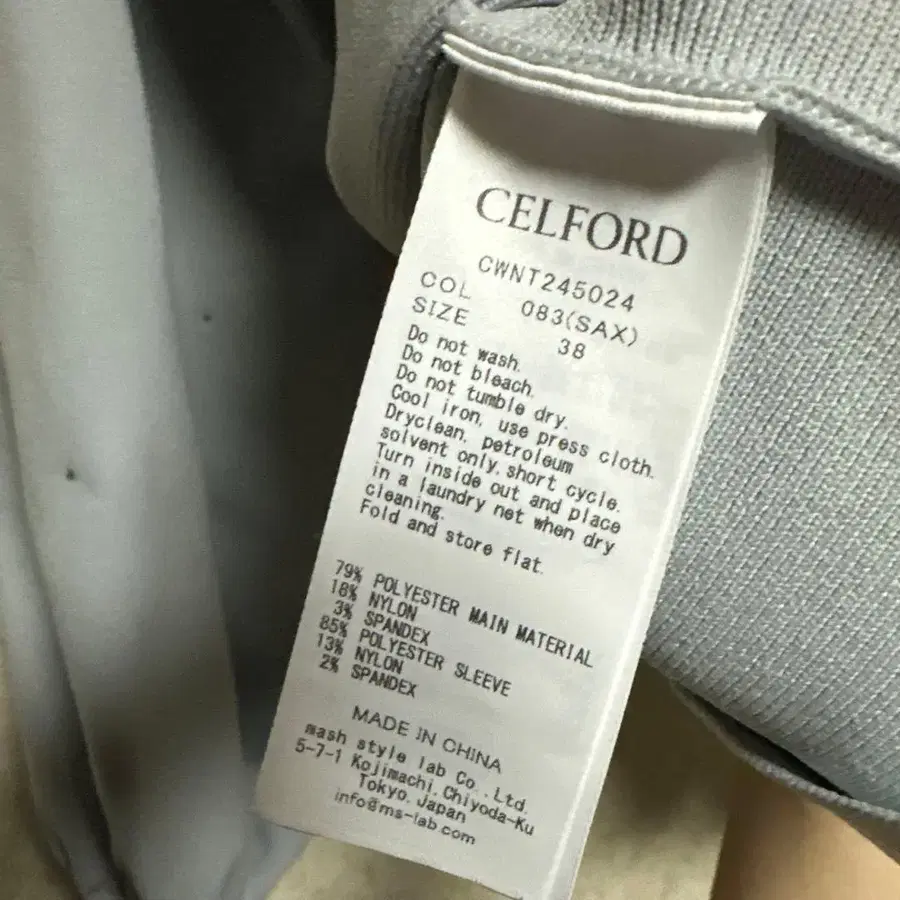 CELFORD
CWNT245024
COL 083(SAX)
SIZE 38
Do not wash.
Do not bleach.
Do not tumble dry.
Cool iron, use press cloth.
Dryclean, petroleum
solvent only.short cycle.
Turn inside out and place
in a laundry net when dry
cleaning.
Fold and store flat.
79% POLYESTER MAIN MATERIAL
18% NYLON
3% SPANDEX
85% POLYESTER SLEEVE
13% NYLON
2% SPANDEX
MADE IN CHINA
mash style lab Co.,Ltd.
5-7-1 Kojimachi,Chiyoda-Ku
Tokyo,Japan
info@ms-lab.com